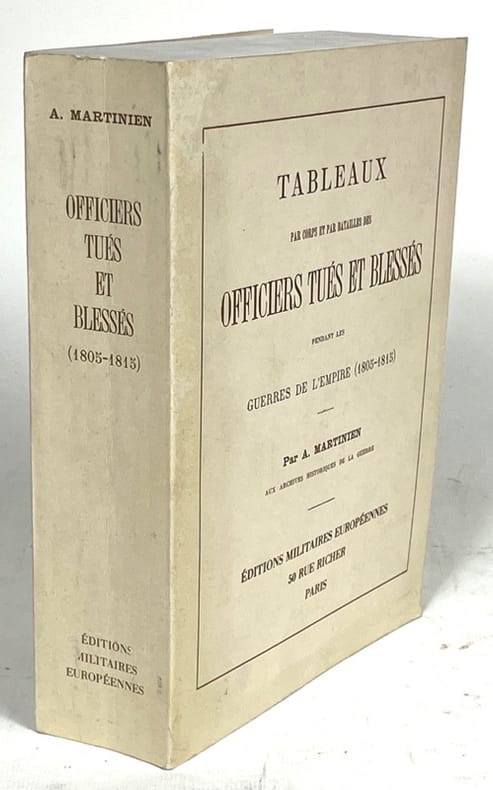 A. MARTINIEN
OFFICIERS
TUÉS
ET
BLESSÉS
(1805-1815)
ÉDITIONS
MILITAIRES
EUROPÉENNES
TABLEAUX
PAR CORPS ET PAR BATAILLES DES
OFFICIERS TUÉS ET BLESSÉS
PENDANT LES
GUERRES DE L'EMPIRE (1805-1815)
Par A. MARTINIEN
AUX ARCHIVES HISTORIQUES DE LA GUERRE
ÉDITIONS MILITAIRES EUROPÉENNES
50 RUE RICHER
PARIS